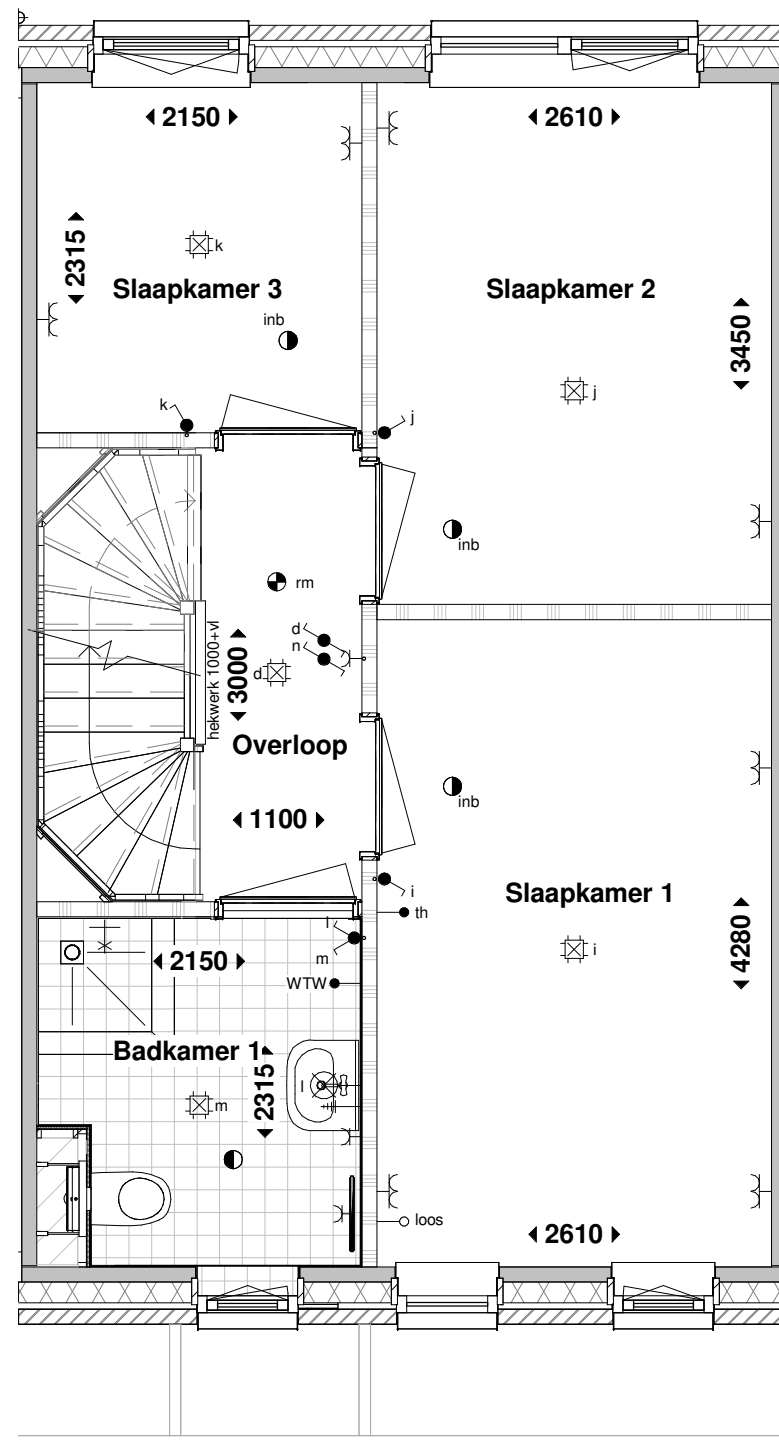 2150
2610
2315
k
Slaapkamer 3
Slaapkamer 2
inb
3450
j
k
j
inb
rm
d
n
hekwerk 1000+vl
3000
d
Overloop
inb
1100
i
Slaapkamer 1
th
l
m
2150
4280
i
WTW
Badkamer 1
2315
l
m
loos
2610